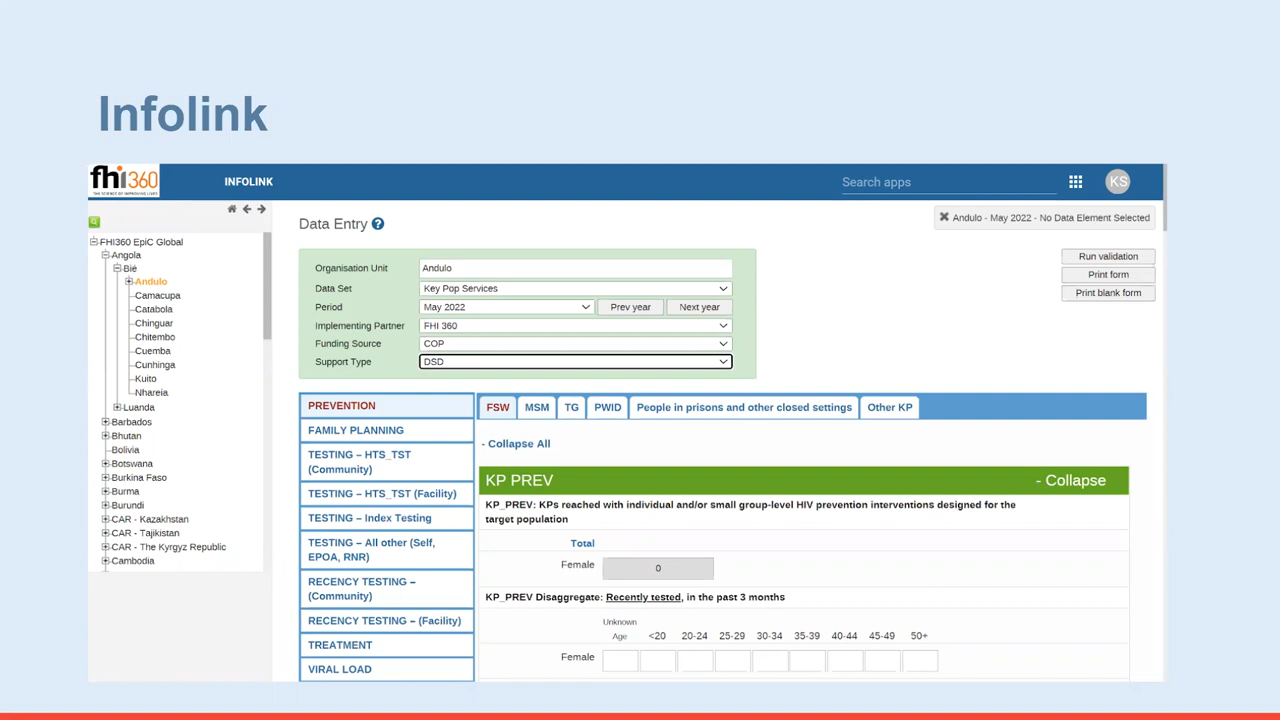 Infolink
fhi360
THE SCIENCE OF IMPROVING LIVES
INFOLINK
Search apps
KS
FHI360 EpiC Global
Angola
Bié
Andulo
Camacupa
Catabola
Chinguar
Chitembo
Cuemba
Cunhinga
Kuito
Nhareia
Luanda
Barbados
Bhutan
Bolivia
Botswana
Burkina Faso
Burma
Burundi
CAR - Kazakhstan
CAR - Tajikistan
CAR - The Kyrgyz Republic
Cambodia
Data Entry ?
Andulo - May 2022 - No Data Element Selected
Organisation Unit Andulo
Data Set Key Pop Services
Period May 2022 Prev year Next year
Implementing Partner FHI 360
Funding Source COP
Support Type DSD
Run validation
Print form
Print blank form
PREVENTION
FAMILY PLANNING
TESTING – HTS_TST
(Community)
TESTING – HTS_TST (Facility)
TESTING – Index Testing
TESTING – All other (Self,
EPOA, RNR)
RECENCY TESTING –
(Community)
RECENCY TESTING – (Facility)
TREATMENT
VIRAL LOAD
FSW MSM TG PWID People in prisons and other closed settings Other KP
- Collapse All
KP PREV - Collapse
KP_PREV: KPs reached with individual and/or small group-level HIV prevention interventions designed for the
target population
Total
Female 0
KP_PREV Disaggregate: Recently tested, in the past 3 months
Unknown
Age <20 20-24 25-29 30-34 35-39 40-44 45-49 50+
Female